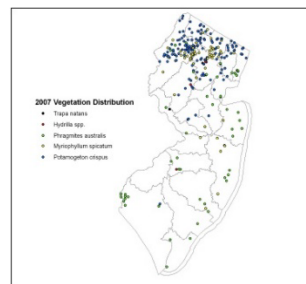 2007 Vegetation Distribution
Trapa natans
Hydrilla spp.
Phragmites australis
Myriophyllum spicatum
Potamogeton crispus